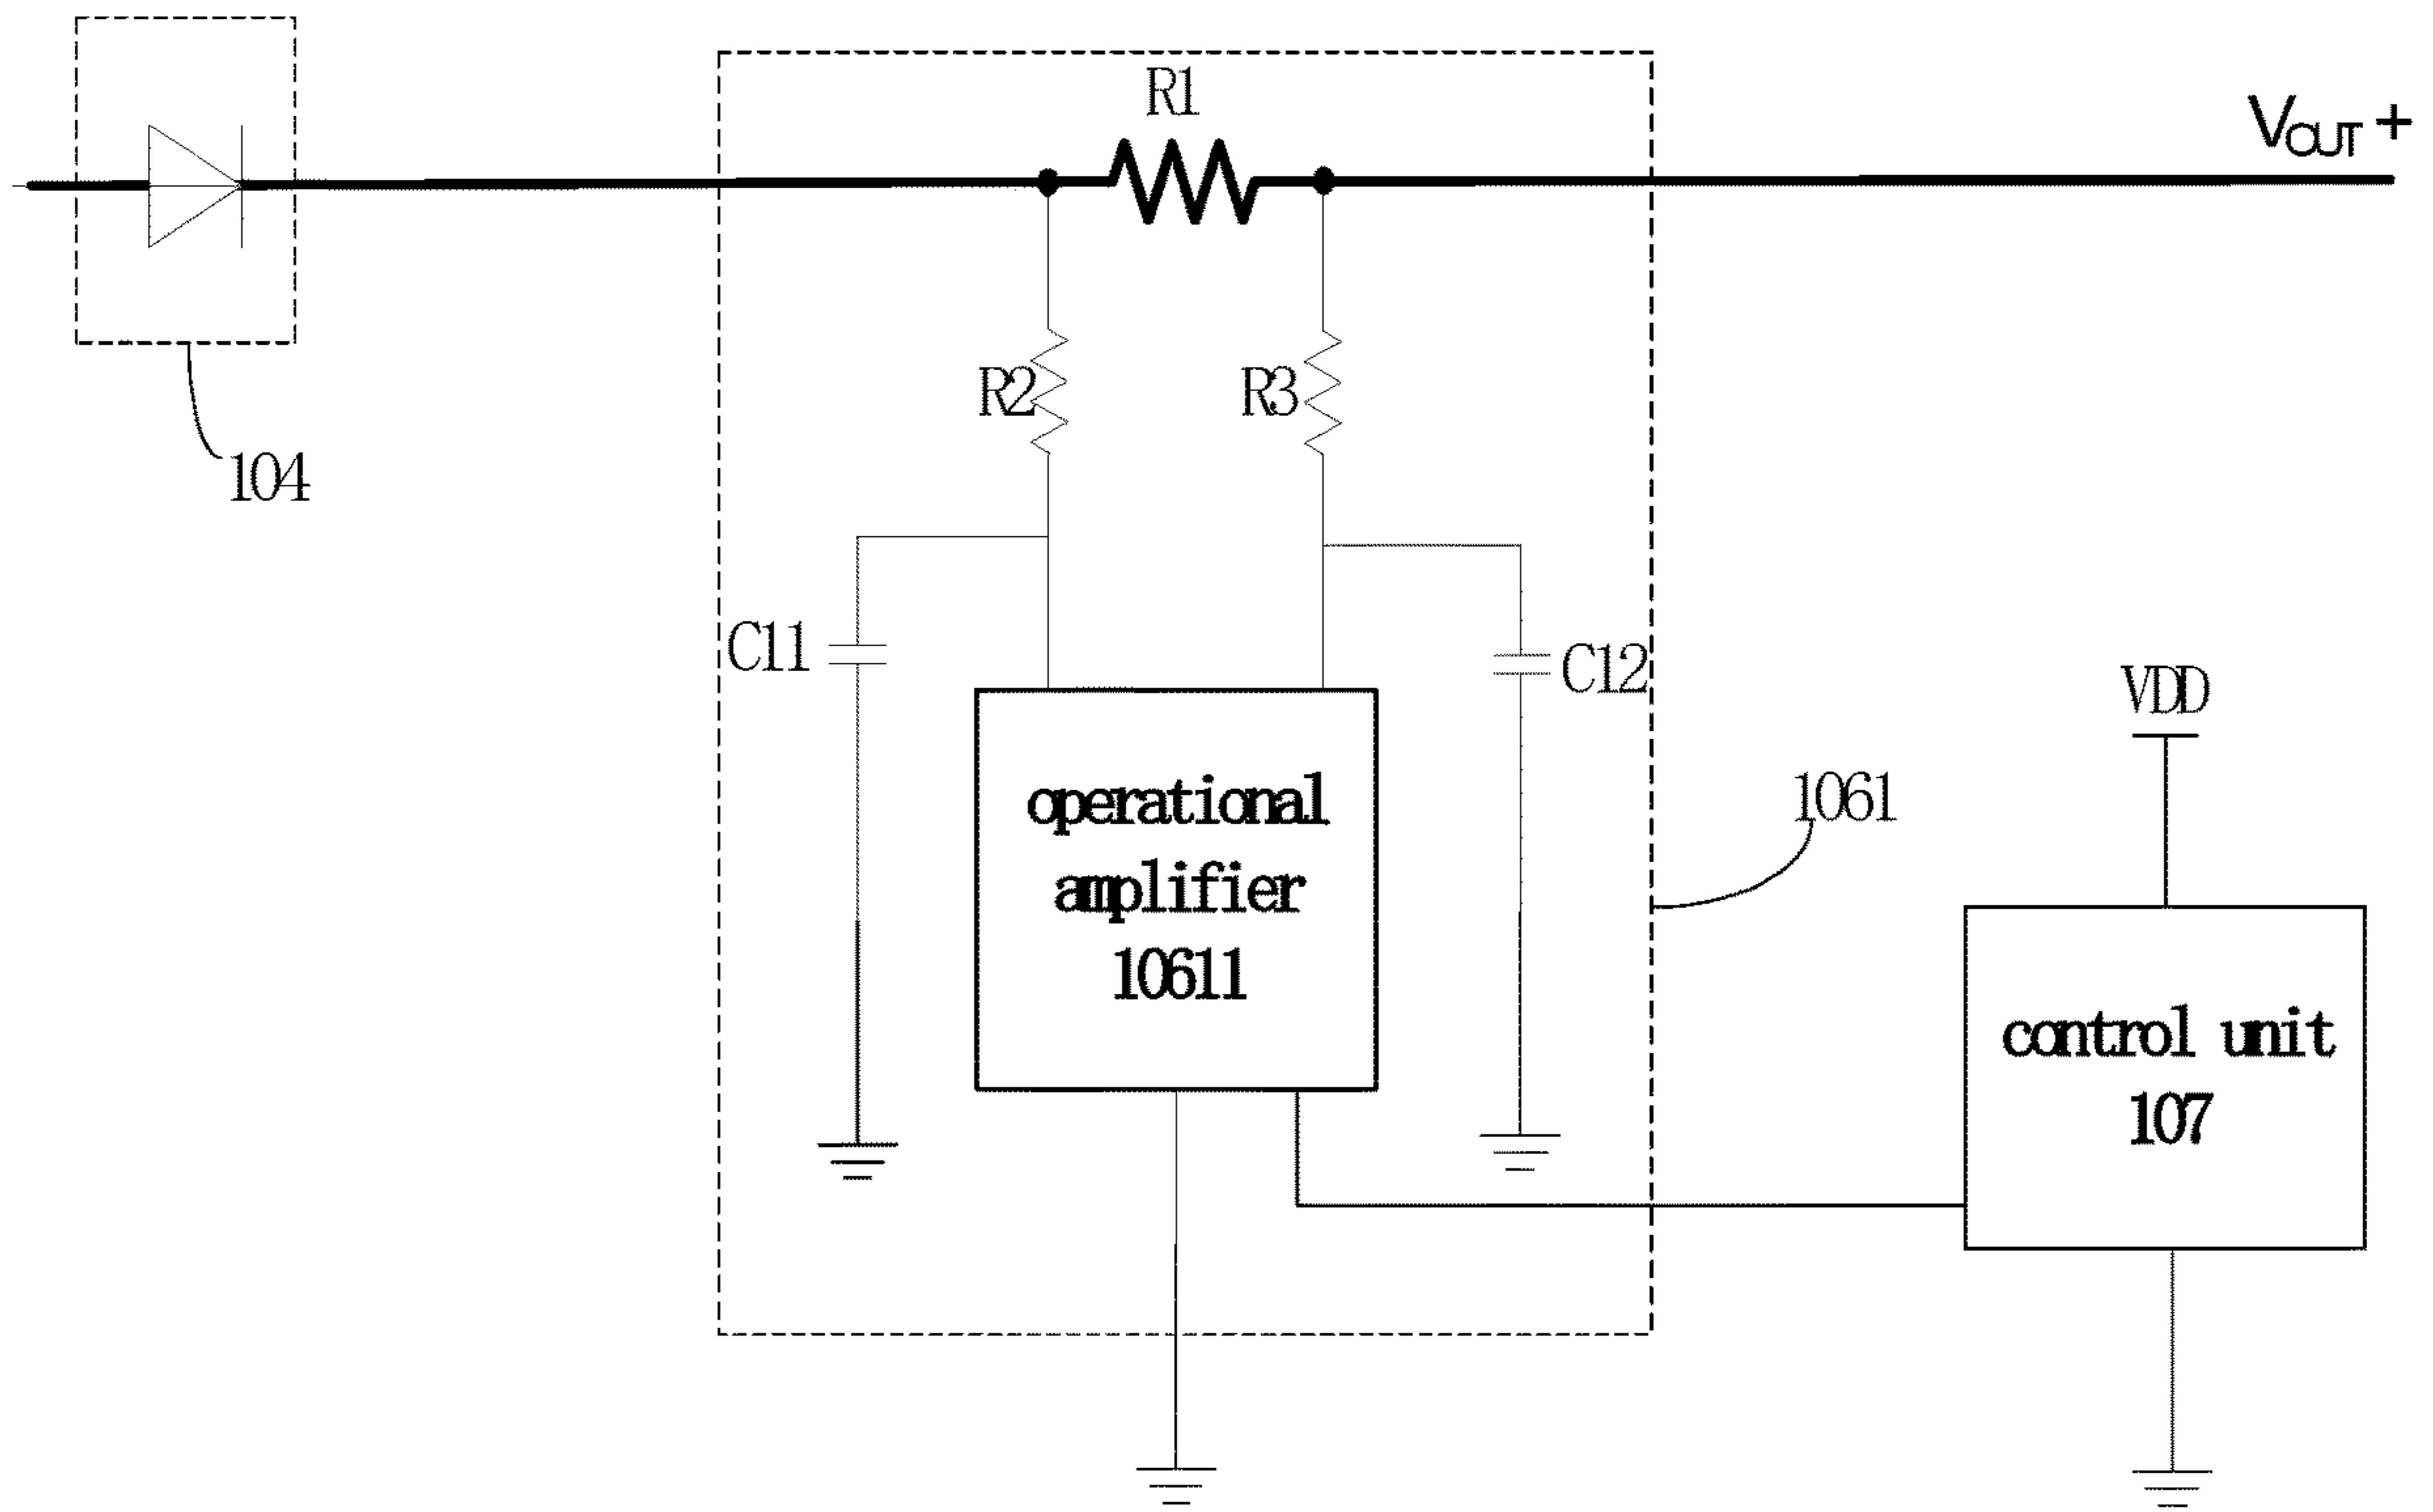 R1
VOUT +
R2
R3
104
C11
C12
VDD
operational
amplifier
10611
1061
control unit
107